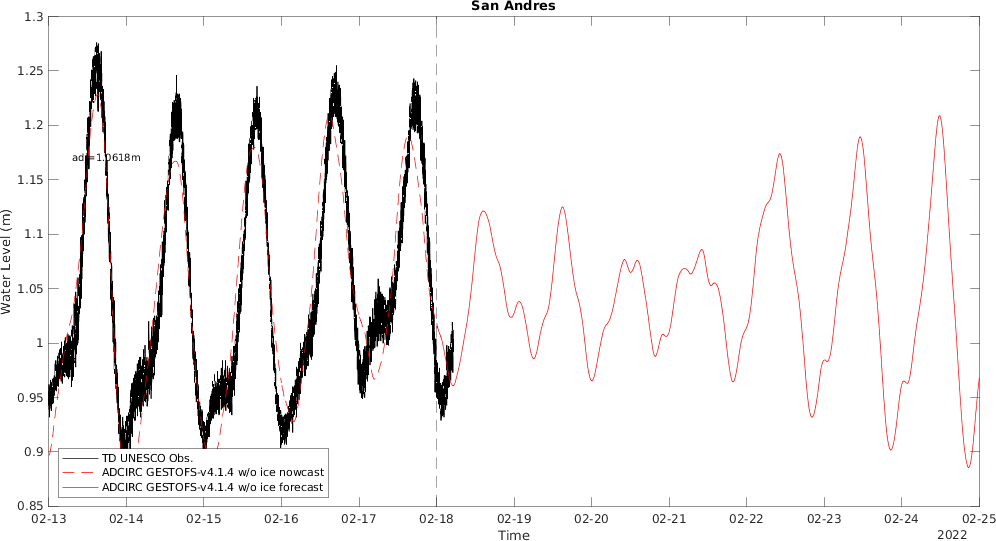 San Andres
1.3
1.25
1.2
1.15
1.1
1.05
1
0.95
0.9
0.85
Water Level (m)
adj=1.0618m
TD UNESCO Obs.
ADCIRC GESTOFS-v4.1.4 w/o ice nowcast
ADCIRC GESTOFS-v4.1.4 w/o ice forecast
02-13 02-14 02-15 02-16 02-17 02-18 02-19 02-20 02-21 02-22 02-23 02-24 02-25
Time
2022